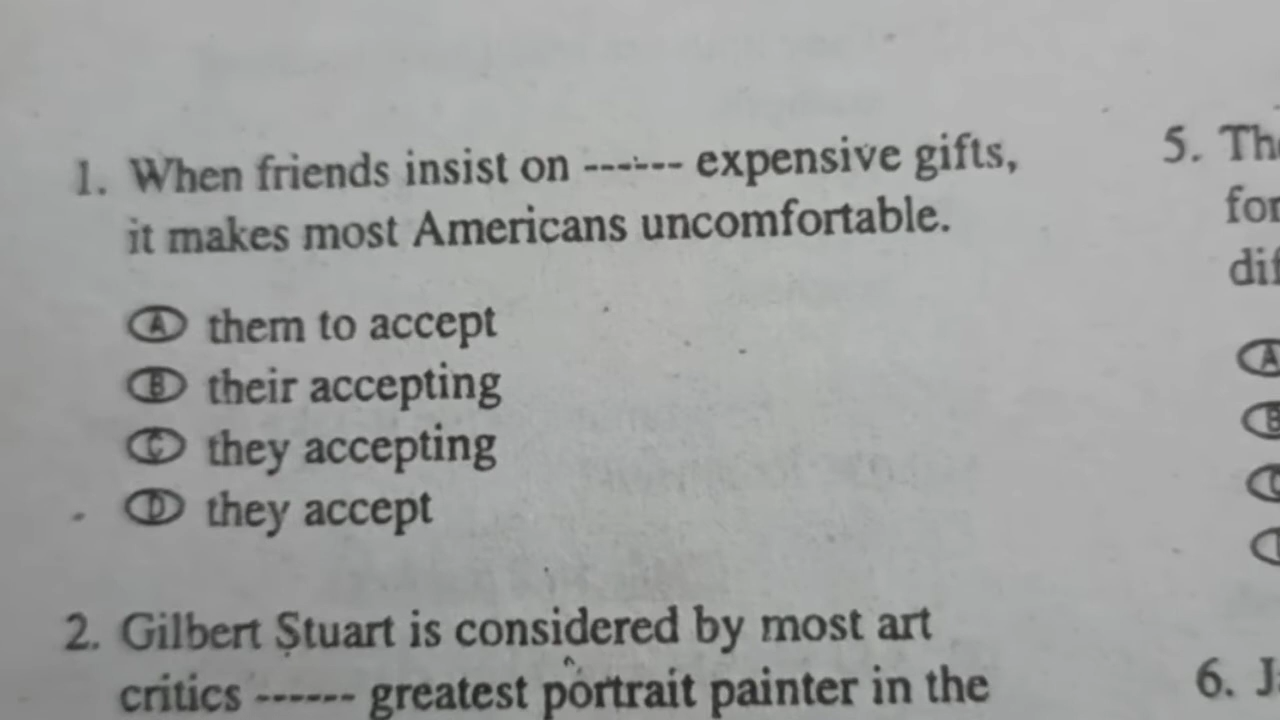 1. When friends insist on ------ expensive gifts,
it makes most Americans uncomfortable.
A them to accept
B their accepting
C they accepting
D they accept
2. Gilbert Stuart is considered by most art
critics ------ greatest portrait painter in the
5. Th
for
dif
A
B
C
6. J